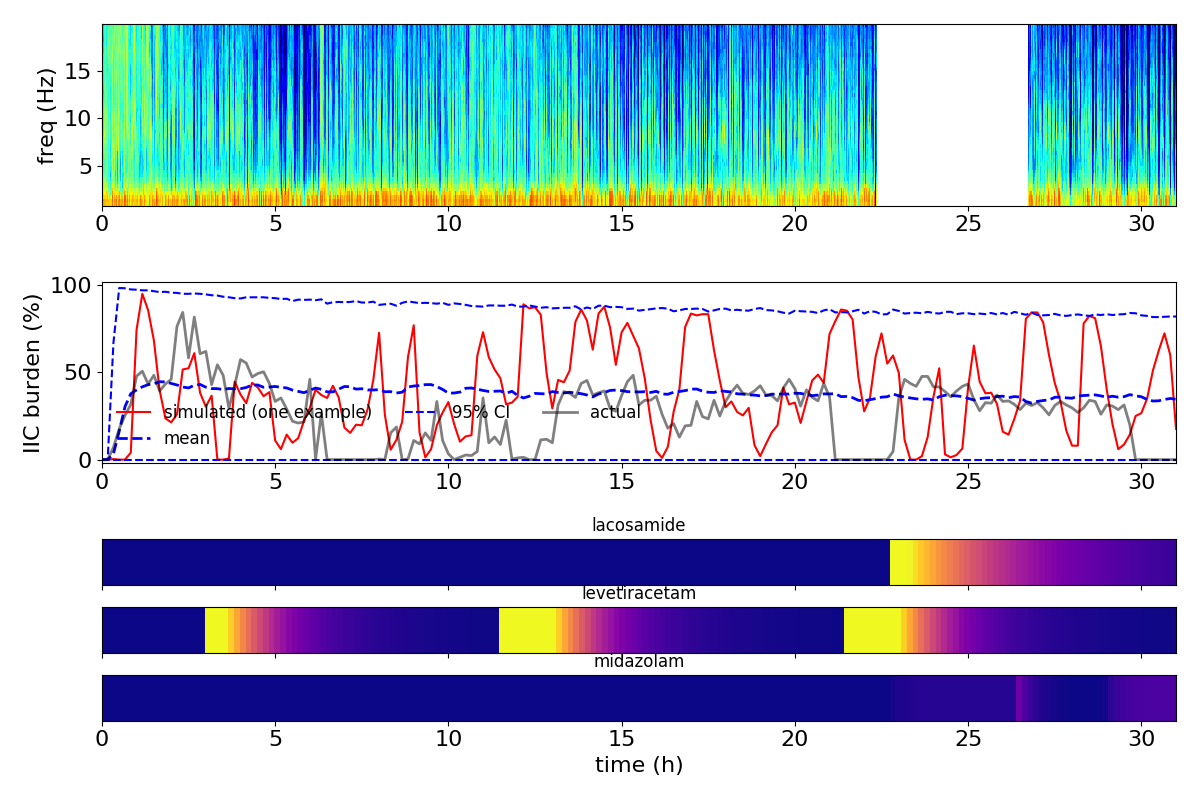 freq (Hz)
15
10
5
0 5 10 15 20 25 30
IIC burden (%)
100
50
0
simulated (one example) 95% CI actual
mean
0 5 10 15 20 25 30
lacosamide
levetiracetam
midazolam
0 5 10 15 20 25 30
time (h)